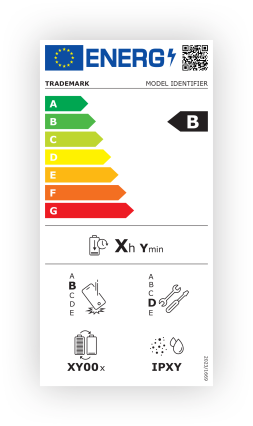 ENERG
TRADEMARK MODEL IDENTIFIER
A
B
C
D
E
F
G
B
Xh Ymin
A
B
C
D
E
A
B
C
D
E
XY00x
IPXY
2023/1669